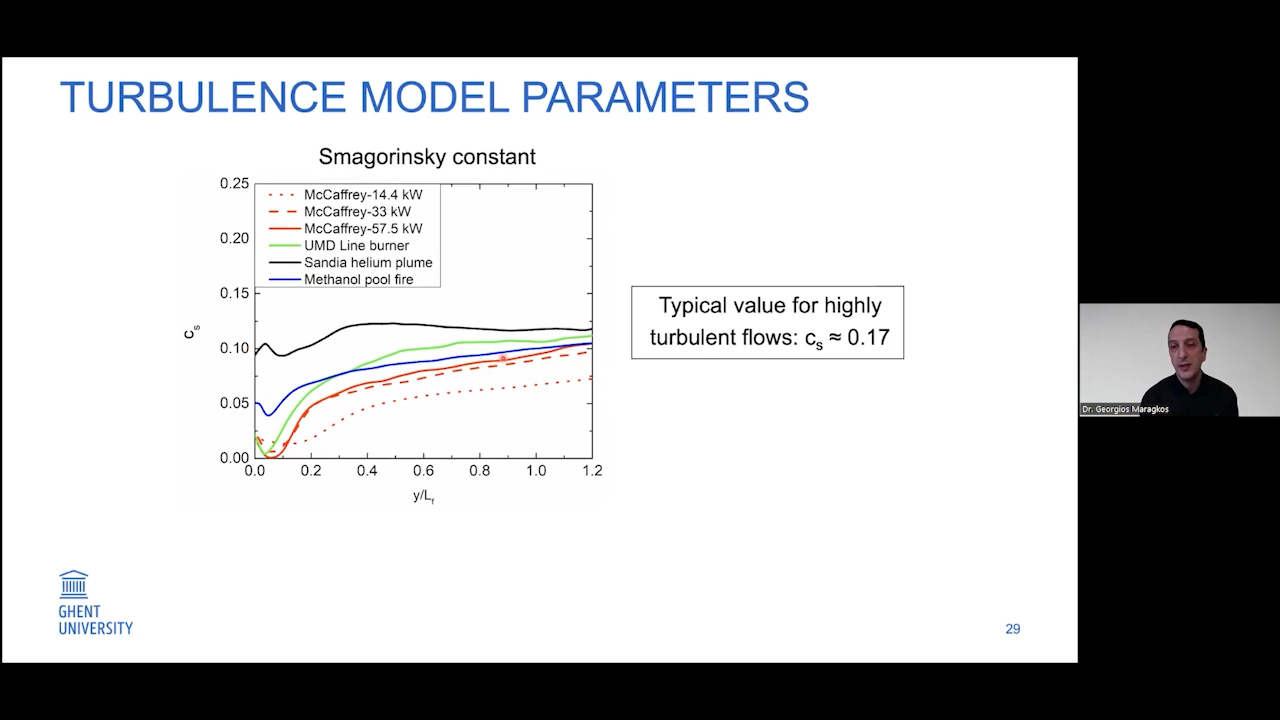 TURBULENCE MODEL PARAMETERS
Smagorinsky constant
0.25
0.20
0.15
0.10
0.05
0.00
c_s
McCaffrey-14.4 kW
McCaffrey-33 kW
McCaffrey-57.5 kW
UMD Line burner
Sandia helium plume
Methanol pool fire
0.0 0.2 0.4 0.6 0.8 1.0 1.2
y/L_f
Typical value for highly
turbulent flows: c_s ≈ 0.17
Dr. Georgios Maragkos
GHENT
UNIVERSITY
29